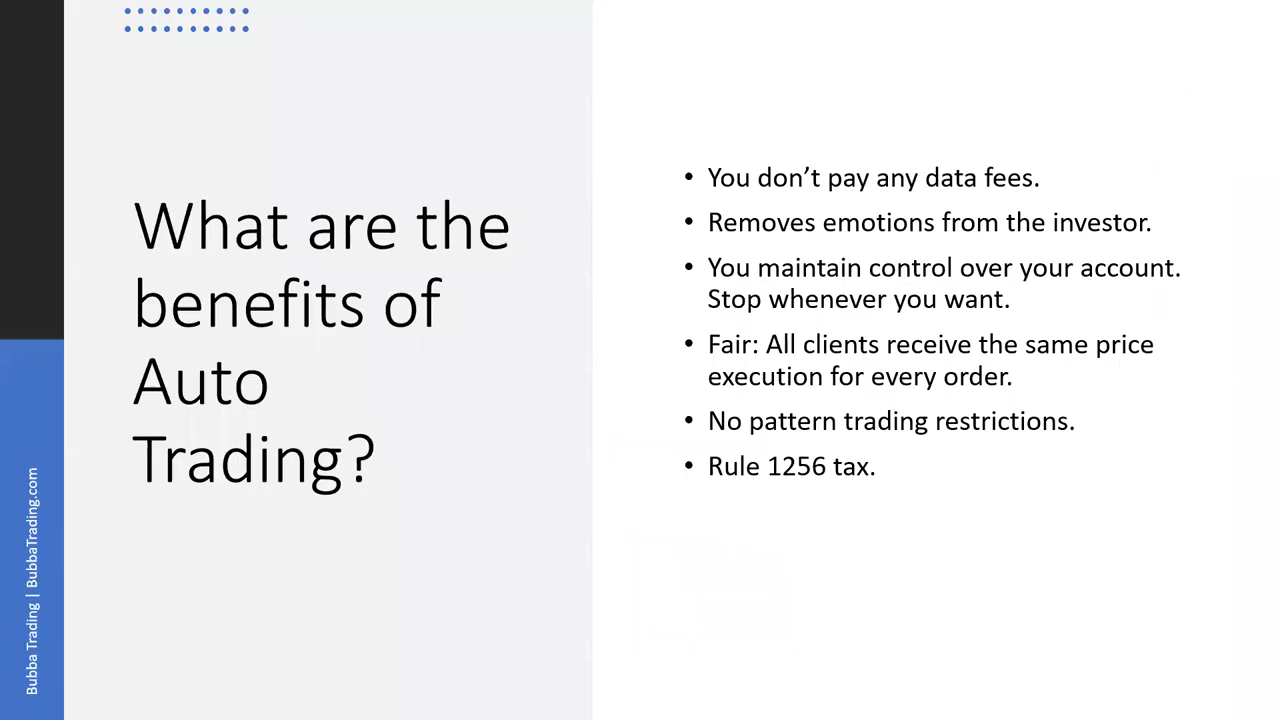 What are the
benefits of
Auto
Trading?
• You don’t pay any data fees.
• Removes emotions from the investor.
• You maintain control over your account.
Stop whenever you want.
• Fair: All clients receive the same price
execution for every order.
• No pattern trading restrictions.
• Rule 1256 tax.
Bubba Trading | BubbaTrading.com